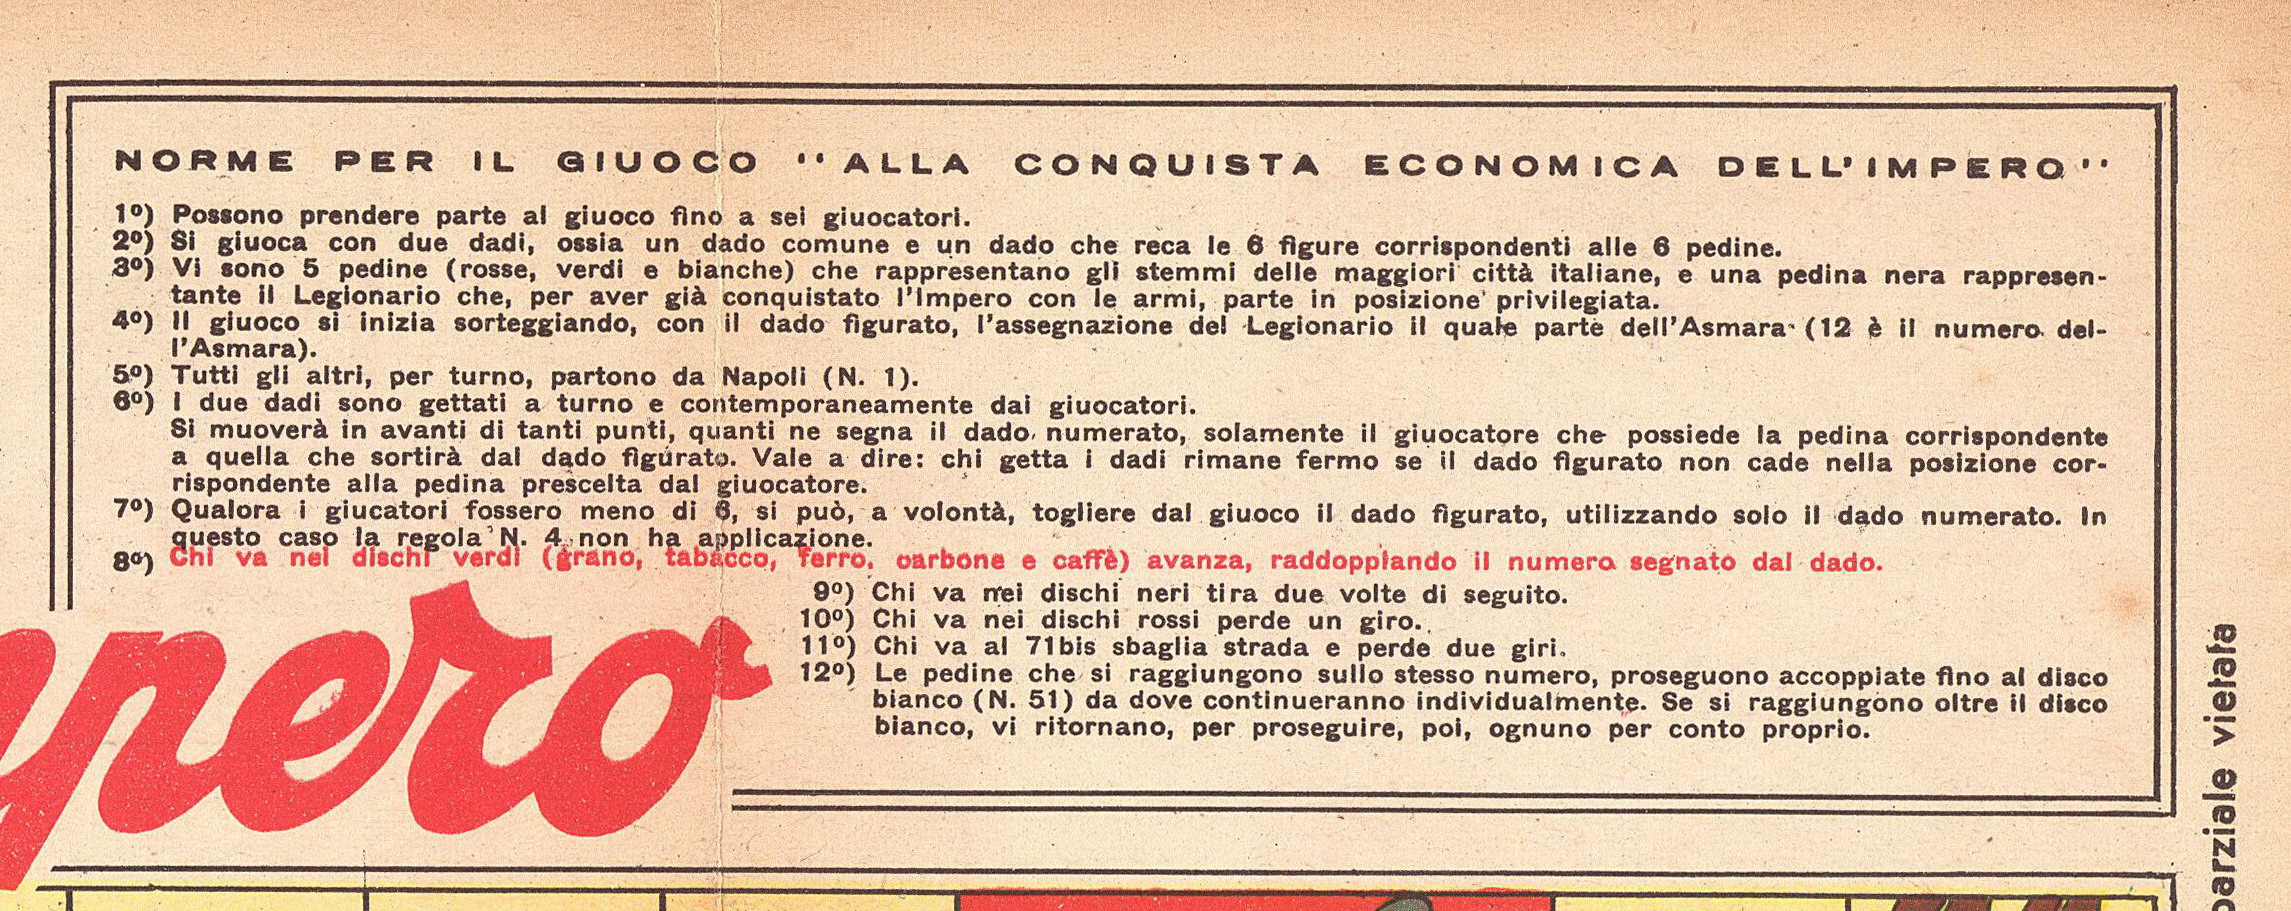 NORME PER IL GIUOCO "ALLA CONQUISTA ECONOMICA DELL'IMPERO"
1º) Possono prendere parte al giuoco fino a sei giuocatori.
2º) Si giuoca con due dadi, ossia un dado comune e un dado che reca le 6 figure corrispondenti alle 6 pedine.
3º) Vi sono 5 pedine (rosse, verdi e bianche) che rappresentano gli stemmi delle maggiori città italiane, e una pedina nera rappresen-
tante il Legionario che, per aver già conquistato l'Impero con le armi, parte in posizione privilegiata.
4º) Il giuoco si inizia sorteggiando, con il dado figurato, l'assegnazione del Legionario il quale parte dell'Asmara (12 è il numero del-
l'Asmara).
5º) Tutti gli altri, per turno, partono da Napoli (N. 1).
6º) I due dadi sono gettati a turno e contemporaneamente dai giuocatori.
Si muoverà in avanti di tanti punti, quanti ne segna il dado numerato, solamente il giuocatore che possiede la pedina corrispondente
a quella che sortirà dal dado figurato. Vale a dire: chi getta i dadi rimane fermo se il dado figurato non cade nella posizione cor-
rispondente alla pedina prescelta dal giuocatore.
7º) Qualora i giucatori fossero meno di 6, si può, a volontà, togliere dal giuoco il dado figurato, utilizzando solo il dado numerato. In
questo caso la regola N. 4 non ha applicazione.
8º) Chi va nei dischi verdi (grano, tabacco, ferro, carbone e caffè) avanza, raddoppiando il numero segnato dal dado.
9º) Chi va nei dischi neri tira due volte di seguito.
10º) Chi va nei dischi rossi perde un giro.
11º) Chi va al 71bis sbaglia strada e perde due giri.
12º) Le pedine che si raggiungono sullo stesso numero, proseguono accoppiate fino al disco
bianco (N. 51) da dove continueranno individualmente. Se si raggiungono oltre il disco
bianco, vi ritornano, per proseguire, poi, ognuno per conto proprio.
pero
parziale vietata